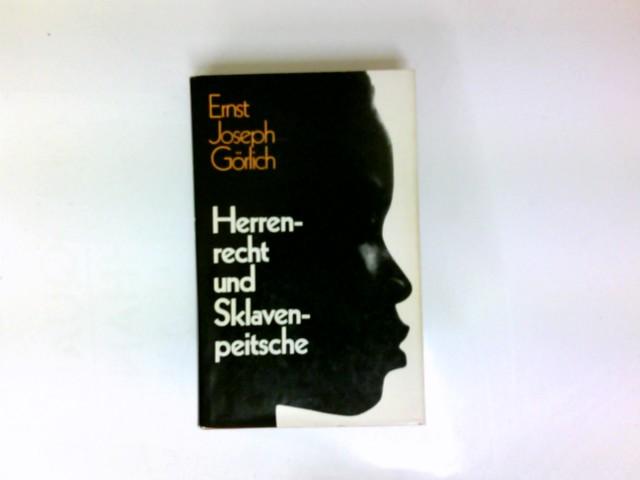 Ernst
Joseph
Görlich
Herren-
recht
und
Sklaven-
peitsche